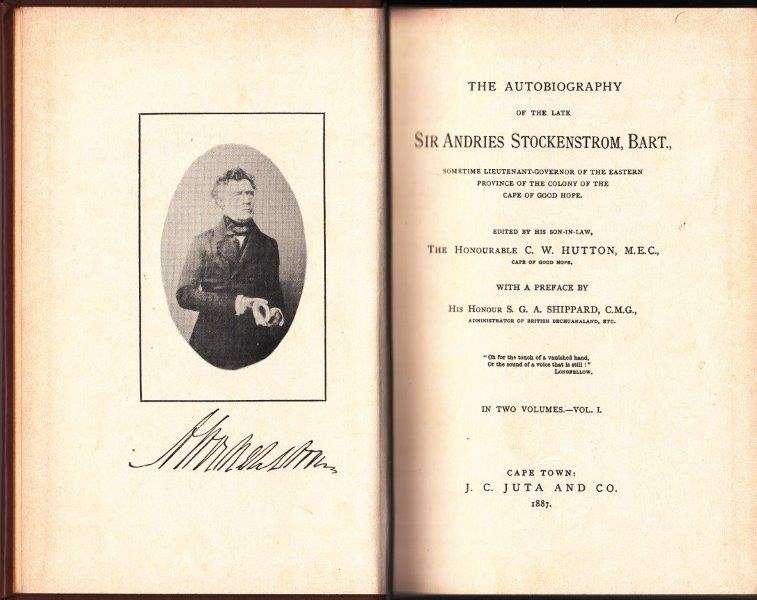 A Stockenstrom
THE AUTOBIOGRAPHY
OF THE LATE
SIR ANDRIES STOCKENSTROM, BART.,
SOMETIME LIEUTENANT-GOVERNOR OF THE EASTERN
PROVINCE OF THE COLONY OF THE
CAPE OF GOOD HOPE.
EDITED BY HIS SON-IN-LAW,
THE HONOURABLE C. W. HUTTON, M.E.C.,
CAPE OF GOOD HOPE,
WITH A PREFACE BY
HIS HONOUR S. G. A. SHIPPARD, C.M.G.,
ADMINISTRATOR OF BRITISH BECHUANALAND, ETC.
"Oh for the touch of a vanished hand,
Or the sound of a voice that is still!"
LONGFELLOW.
IN TWO VOLUMES.—VOL. I.
CAPE TOWN:
J. C. JUTA AND CO.
1887.